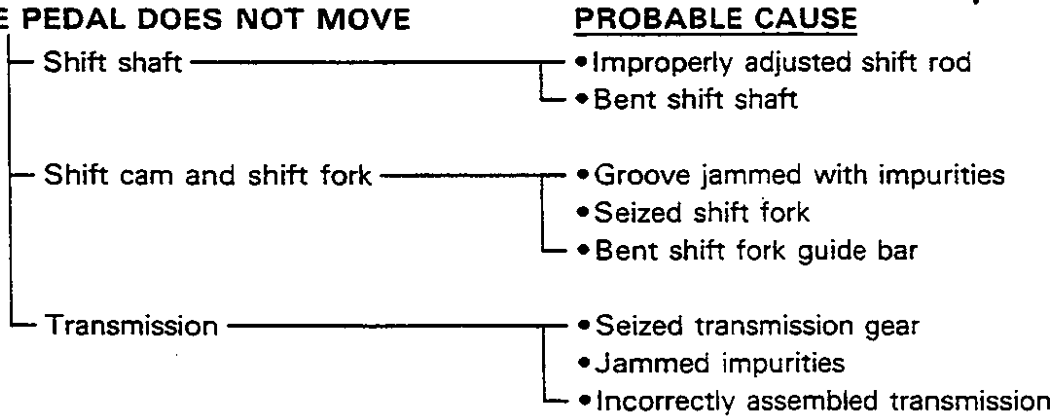 PEDAL DOES NOT MOVE PROBABLE CAUSE
Shift shaft •Improperly adjusted shift rod
•Bent shift shaft
Shift cam and shift fork •Groove jammed with impurities
•Seized shift fork
•Bent shift fork guide bar
Transmission •Seized transmission gear
•Jammed impurities
•Incorrectly assembled transmission